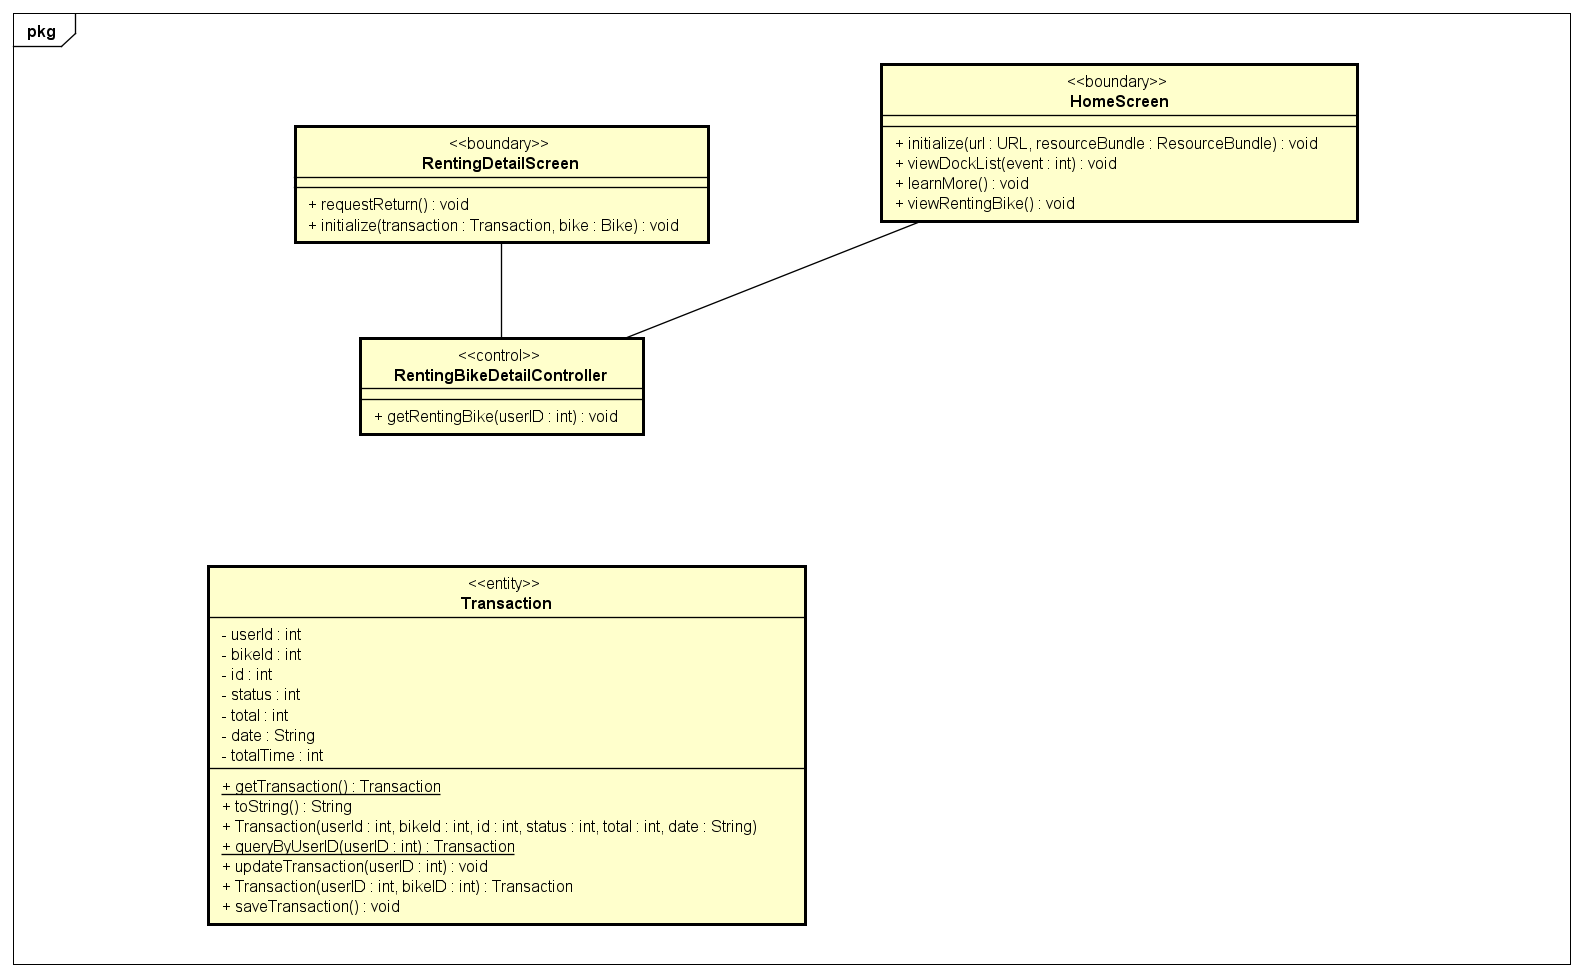 pkg
<<boundary>>
HomeScreen
+ initialize(url : URL, resourceBundle : ResourceBundle) : void
+ viewDockList(event : int) : void
+ learnMore() : void
+ viewRentingBike() : void
<<boundary>>
RentingDetailScreen
+ requestReturn() : void
+ initialize(transaction : Transaction, bike : Bike) : void
<<control>>
RentingBikeDetailController
+ getRentingBike(userID : int) : void
<<entity>>
Transaction
- userId : int
- bikeId : int
- id : int
- status : int
- total : int
- date : String
- totalTime : int
+ getTransaction() : Transaction
+ toString() : String
+ Transaction(userId : int, bikeId : int, id : int, status : int, total : int, date : String)
+ queryByUserID(userID : int) : Transaction
+ updateTransaction(userID : int) : void
+ Transaction(userID : int, bikeID : int) : Transaction
+ saveTransaction() : void